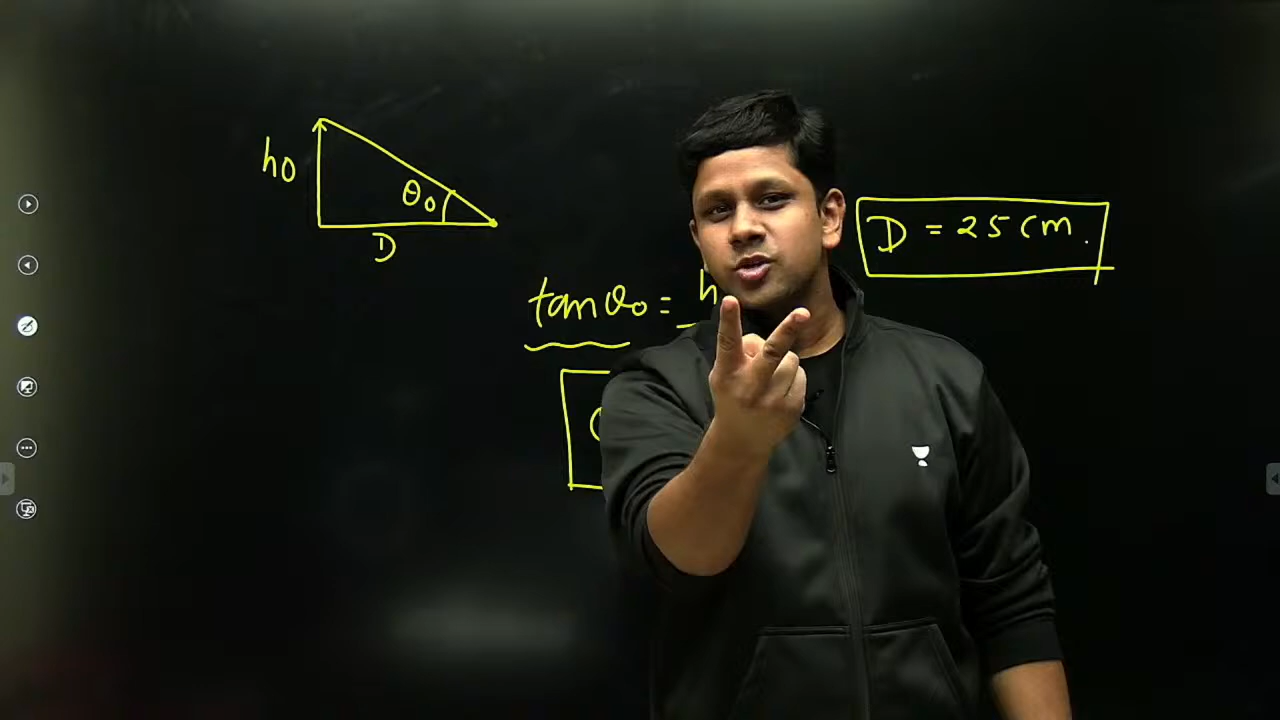 h0
θ0
D
D = 25 cm.
tan θ0 = h